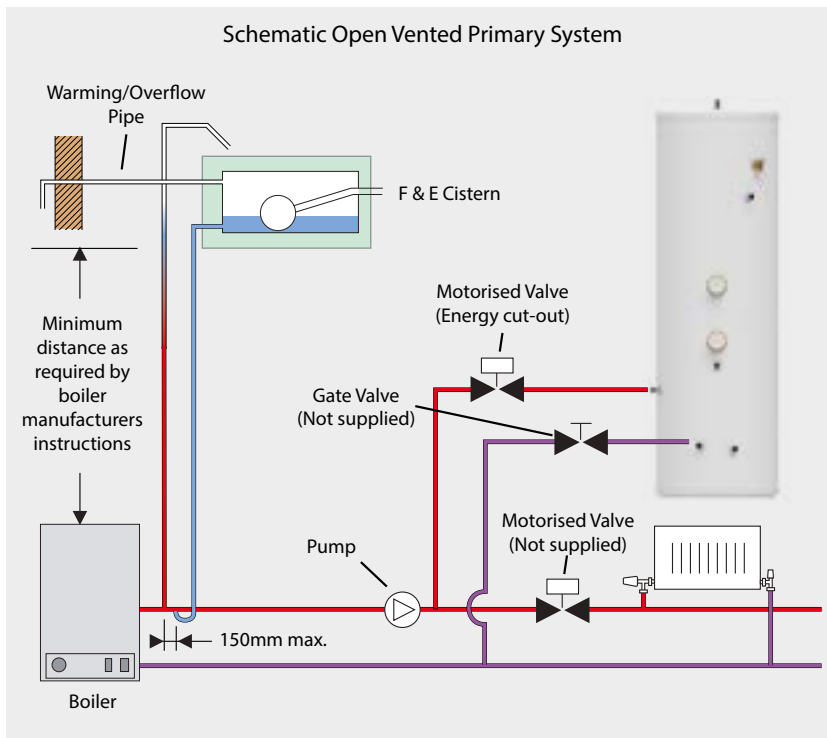 Schematic Open Vented Primary System
Warming/Overflow
Pipe
F & E Cistern
Minimum
distance as
required by
boiler
manufacturers
instructions
Motorised Valve
(Energy cut-out)
Gate Valve
(Not supplied)
Motorised Valve
(Not supplied)
Pump
150mm max.
Boiler